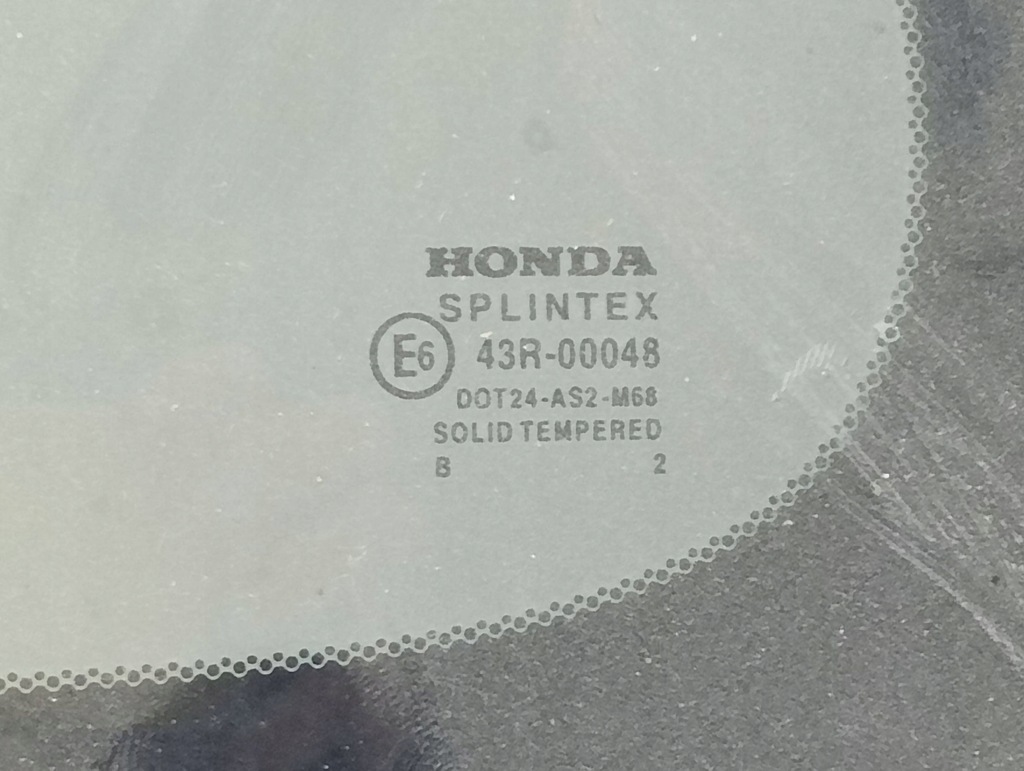 HONDA
SPLINTEX
E6 43R-00048
DOT24-AS2-M68
SOLID TEMPERED
B 2